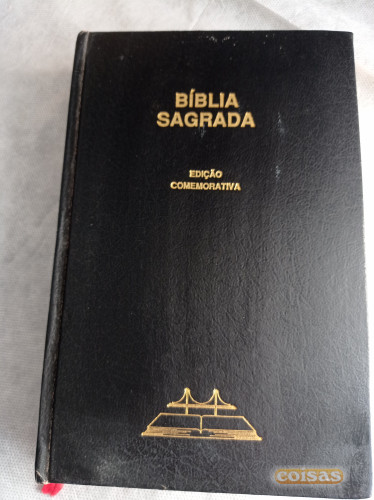 BÍBLIA
SAGRADA
EDIÇÃO
COMEMORATIVA
coisas